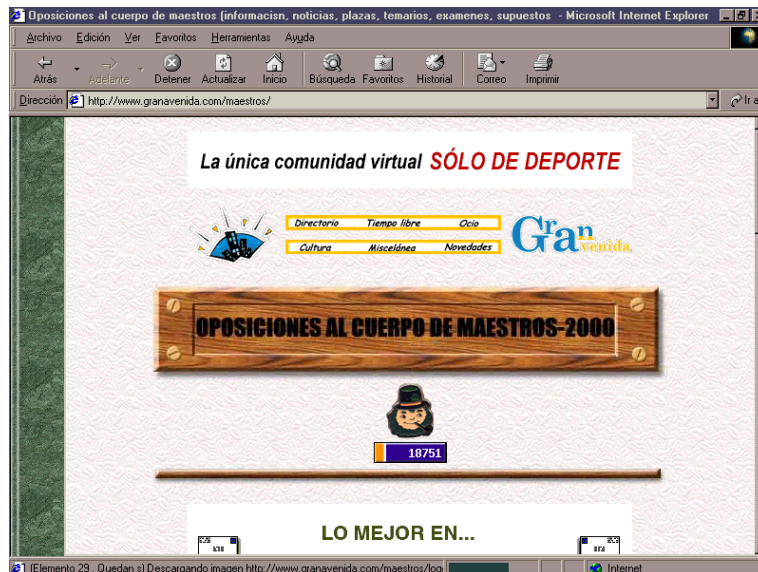 Oposiciones al cuerpo de maestros (informacisn, noticias, plazas, temarios, examenes, supuestos - Microsoft Internet Explorer
Archivo Edición Ver Favoritos Herramientas Ayuda
Atrás Adelante Detener Actualizar Inicio Búsqueda Favoritos Historial Correo Imprimir
Dirección http://www.granavenida.com/maestros/ Ir a
La única comunidad virtual SÓLO DE DEPORTE
Directorio Tiempo libre Ocio
Cultura Miscelánea Novedades
Gran venida
OPOSICIONES AL CUERPO DE MAESTROS-2000
18751
LO MEJOR EN...
(Elemento 29 . Quedan s) Descargando imagen http://www.granavenida.com/maestros/log Internet